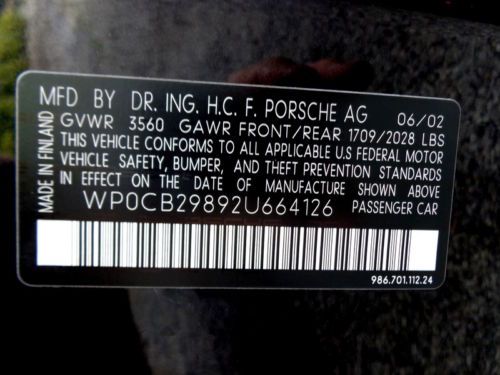 MFD BY DR. ING. H.C. F. PORSCHE AG 06/02
GVWR 3560 GAWR FRONT/REAR 1709/2028 LBS
THIS VEHICLE CONFORMS TO ALL APPLICABLE U.S FEDERAL MOTOR
VEHICLE SAFETY, BUMPER, AND THEFT PREVENTION STANDARDS
IN EFFECT ON THE DATE OF MANUFACTURE SHOWN ABOVE
WP0CB29892U664126 PASSENGER CAR
MADE IN FINLAND
986.701.112.24